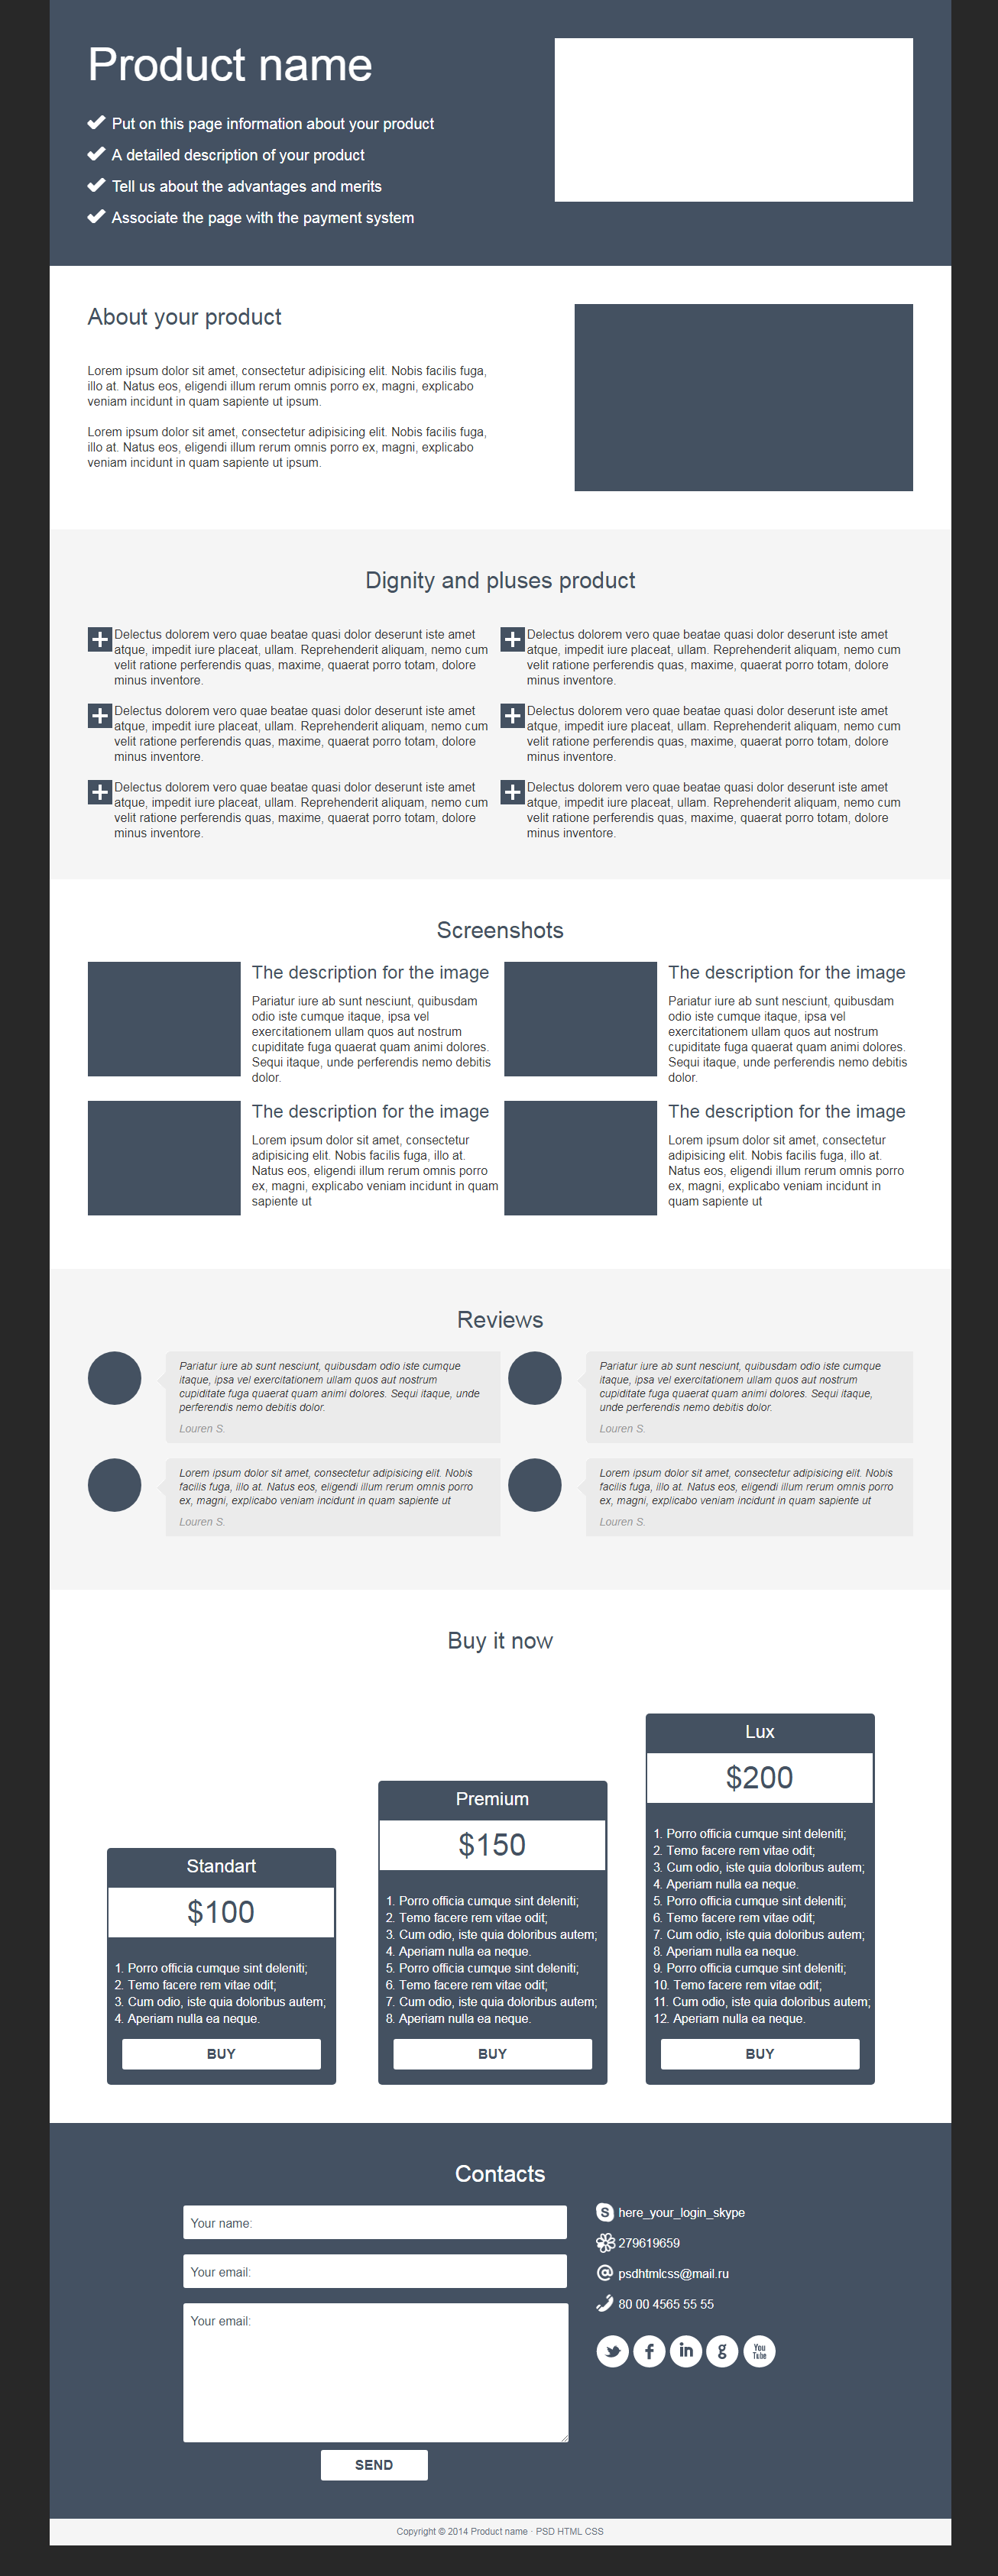 Product name
Put on this page information about your product
A detailed description of your product
Tell us about the advantages and merits
Associate the page with the payment system
About your product
Lorem ipsum dolor sit amet, consectetur adipisicing elit. Nobis facilis fuga,
illo at. Natus eos, eligendi illum rerum omnis porro ex, magni, explicabo
veniam incidunt in quam sapiente ut ipsum.
Lorem ipsum dolor sit amet, consectetur adipisicing elit. Nobis facilis fuga,
illo at. Natus eos, eligendi illum rerum omnis porro ex, magni, explicabo
veniam incidunt in quam sapiente ut ipsum.
Dignity and pluses product
Delectus dolorem vero quae beatae quasi dolor deserunt iste amet
atque, impedit iure placeat, ullam. Reprehenderit aliquam, nemo cum
velit ratione perferendis quas, maxime, quaerat porro totam, dolore
minus inventore.
Delectus dolorem vero quae beatae quasi dolor deserunt iste amet
atque, impedit iure placeat, ullam. Reprehenderit aliquam, nemo cum
velit ratione perferendis quas, maxime, quaerat porro totam, dolore
minus inventore.
Delectus dolorem vero quae beatae quasi dolor deserunt iste amet
atque, impedit iure placeat, ullam. Reprehenderit aliquam, nemo cum
velit ratione perferendis quas, maxime, quaerat porro totam, dolore
minus inventore.
Delectus dolorem vero quae beatae quasi dolor deserunt iste amet
atque, impedit iure placeat, ullam. Reprehenderit aliquam, nemo cum
velit ratione perferendis quas, maxime, quaerat porro totam, dolore
minus inventore.
Delectus dolorem vero quae beatae quasi dolor deserunt iste amet
atque, impedit iure placeat, ullam. Reprehenderit aliquam, nemo cum
velit ratione perferendis quas, maxime, quaerat porro totam, dolore
minus inventore.
Delectus dolorem vero quae beatae quasi dolor deserunt iste amet
atque, impedit iure placeat, ullam. Reprehenderit aliquam, nemo cum
velit ratione perferendis quas, maxime, quaerat porro totam, dolore
minus inventore.
Screenshots
The description for the image
Pariatur iure ab sunt nesciunt, quibusdam
odio iste cumque itaque, ipsa vel
exercitationem ullam quos aut nostrum
cupiditate fuga quaerat quam animi dolores.
Sequi itaque, unde perferendis nemo debitis
dolor.
The description for the image
Pariatur iure ab sunt nesciunt, quibusdam
odio iste cumque itaque, ipsa vel
exercitationem ullam quos aut nostrum
cupiditate fuga quaerat quam animi dolores.
Sequi itaque, unde perferendis nemo debitis
dolor.
The description for the image
Lorem ipsum dolor sit amet, consectetur
adipisicing elit. Nobis facilis fuga, illo at.
Natus eos, eligendi illum rerum omnis porro
ex, magni, explicabo veniam incidunt in quam
sapiente ut
The description for the image
Lorem ipsum dolor sit amet, consectetur
adipisicing elit. Nobis facilis fuga, illo at.
Natus eos, eligendi illum rerum omnis porro
ex, magni, explicabo veniam incidunt in
quam sapiente ut
Reviews
Pariatur iure ab sunt nesciunt, quibusdam odio iste cumque
itaque, ipsa vel exercitationem ullam quos aut nostrum
cupiditate fuga quaerat quam animi dolores. Sequi itaque, unde
perferendis nemo debitis dolor.
Louren S.
Pariatur iure ab sunt nesciunt, quibusdam odio iste cumque
itaque, ipsa vel exercitationem ullam quos aut nostrum
cupiditate fuga quaerat quam animi dolores. Sequi itaque,
unde perferendis nemo debitis dolor.
Louren S.
Lorem ipsum dolor sit amet, consectetur adipisicing elit. Nobis
facilis fuga, illo at. Natus eos, eligendi illum rerum omnis porro
ex, magni, explicabo veniam incidunt in quam sapiente ut
Louren S.
Lorem ipsum dolor sit amet, consectetur adipisicing elit. Nobis
facilis fuga, illo at. Natus eos, eligendi illum rerum omnis porro
ex, magni, explicabo veniam incidunt in quam sapiente ut
Louren S.
Buy it now
Standart
$100
1. Porro officia cumque sint deleniti;
2. Temo facere rem vitae odit;
3. Cum odio, iste quia doloribus autem;
4. Aperiam nulla ea neque.
BUY
Premium
$150
1. Porro officia cumque sint deleniti;
2. Temo facere rem vitae odit;
3. Cum odio, iste quia doloribus autem;
4. Aperiam nulla ea neque.
5. Porro officia cumque sint deleniti;
6. Temo facere rem vitae odit;
7. Cum odio, iste quia doloribus autem;
8. Aperiam nulla ea neque.
BUY
Lux
$200
1. Porro officia cumque sint deleniti;
2. Temo facere rem vitae odit;
3. Cum odio, iste quia doloribus autem;
4. Aperiam nulla ea neque.
5. Porro officia cumque sint deleniti;
6. Temo facere rem vitae odit;
7. Cum odio, iste quia doloribus autem;
8. Aperiam nulla ea neque.
9. Porro officia cumque sint deleniti;
10. Temo facere rem vitae odit;
11. Cum odio, iste quia doloribus autem;
12. Aperiam nulla ea neque.
BUY
Contacts
Your name:
Your email:
Your email:
SEND
here_your_login_skype
279619659
psdhtmlcss@mail.ru
80 00 4565 55 55
f
in
g
You
Tube
Copyright © 2014 Product name - PSD HTML CSS